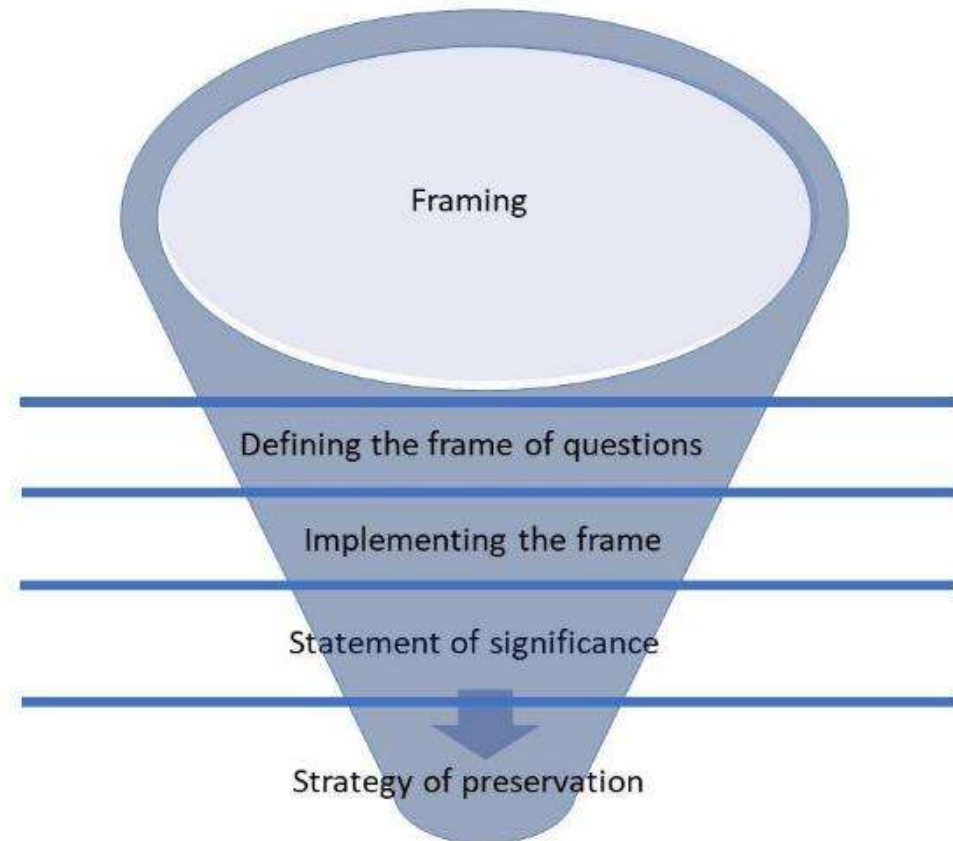 Framing
Defining the frame of questions
Implementing the frame
Statement of significance
Strategy of preservation